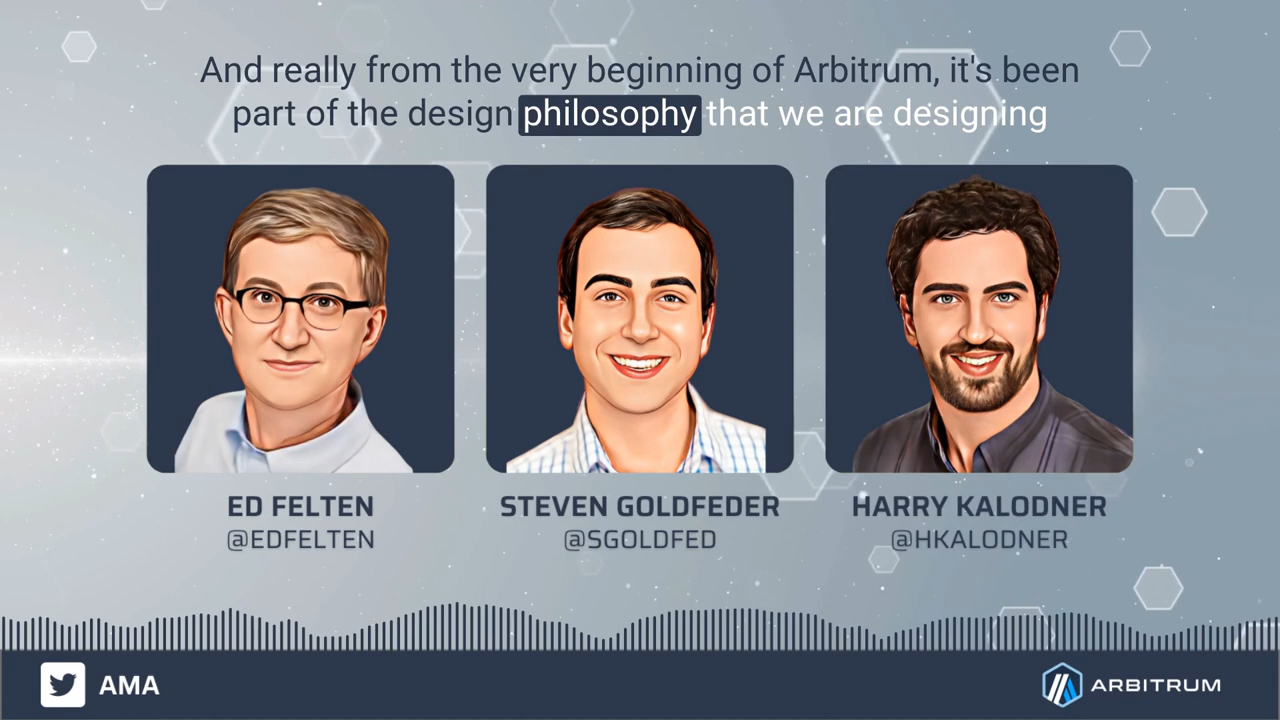 And really from the very beginning of Arbitrum, it's been
part of the design philosophy that we are designing
ED FELTEN
@EDFELTEN
STEVEN GOLDFEDER
@SGOLDFED
HARRY KALODNER
@HKALODNER
AMA
ARBITRUM